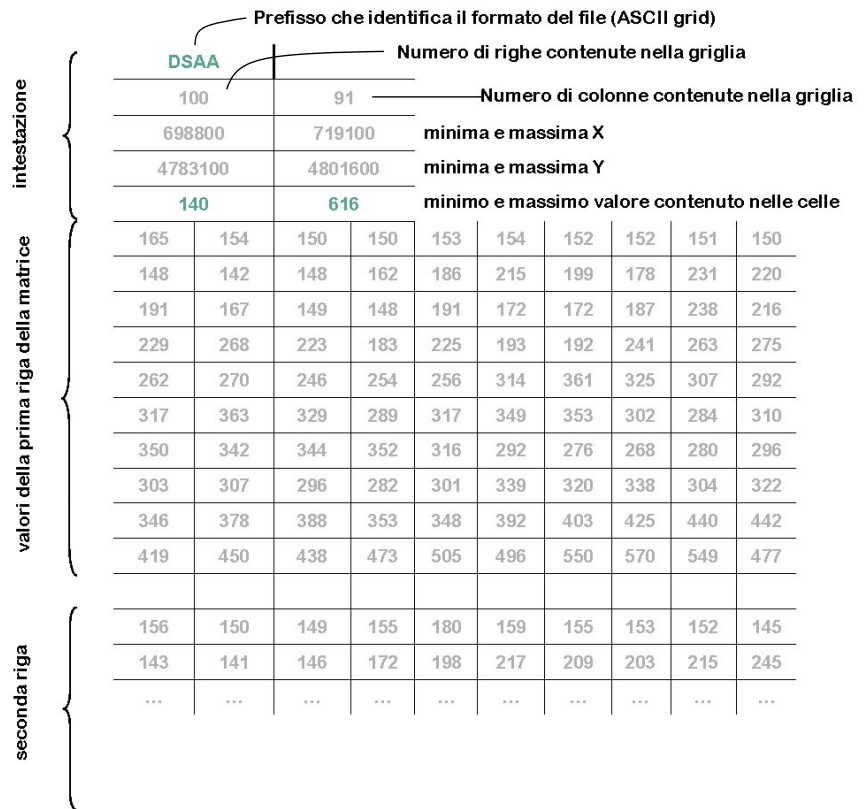 Prefisso che identifica il formato del file (ASCII grid)
DSAA
Numero di righe contenute nella griglia
100 91
Numero di colonne contenute nella griglia
698800 719100 minima e massima X
4783100 4801600 minima e massima Y
140 616 minimo e massimo valore contenuto nelle celle
intestazione
valori della prima riga della matrice
165 154 150 150 153 154 152 152 151 150
148 142 148 162 186 215 199 178 231 220
191 167 149 148 191 172 172 187 238 216
229 268 223 183 225 193 192 241 263 275
262 270 246 254 256 314 361 325 307 292
317 363 329 289 317 349 353 302 284 310
350 342 344 352 316 292 276 268 280 296
303 307 296 282 301 339 320 338 304 322
346 378 388 353 348 392 403 425 440 442
419 450 438 473 505 496 550 570 549 477
seconda riga
156 150 149 155 180 159 155 153 152 145
143 141 146 172 198 217 209 203 215 245
... ... ... ... ... ... ... ... ... ...